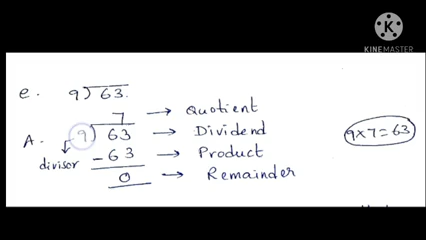 KINEMASTER
e. 9)63.
7 → Quotient
A. 9)63 → Dividend
divisor -63 → Product
0 → Remainder
9×7=63